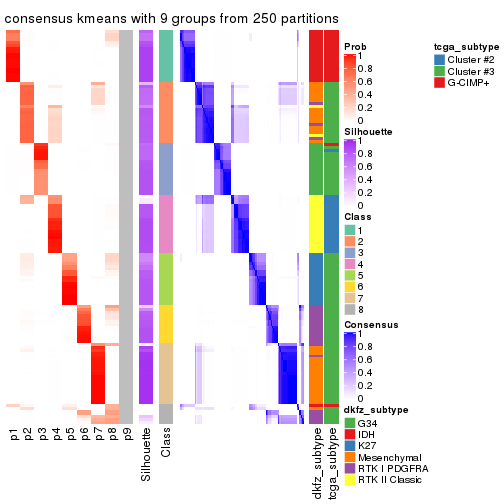 consensus kmeans with 9 groups from 250 partitions
Prob
1
0.8
0.6
0.4
0.2
0
Silhouette
1
0.8
0.6
0.4
0.2
0
Class
1
2
3
4
5
6
7
8
Consensus
1
0.8
0.6
0.4
0.2
0
dkfz_subtype
G34
IDH
K27
Mesenchymal
RTK I PDGFRA
RTK II Classic
tcga_subtype
Cluster #2
Cluster #3
G-CIMP+
p1
p2
p3
p4
p5
p6
p7
p8
p9
Silhouette
Class
dkfz_subtype
tcga_subtype